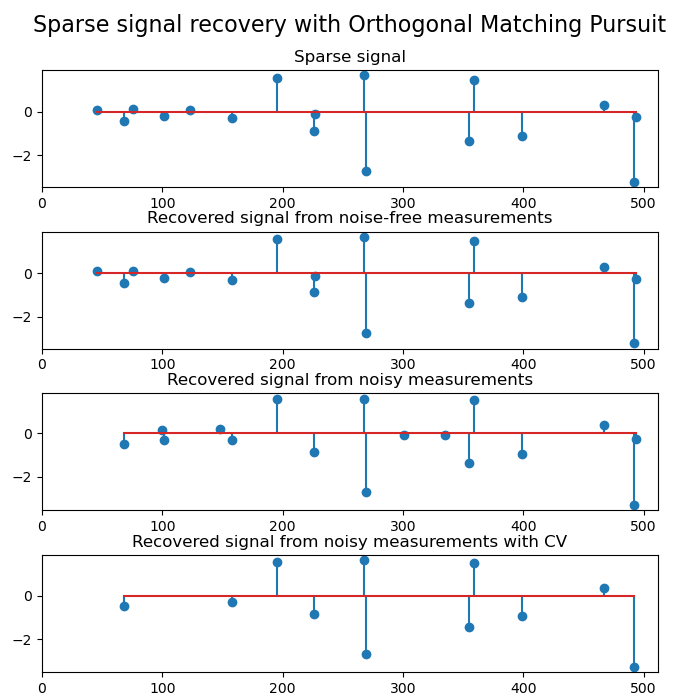 Sparse signal recovery with Orthogonal Matching Pursuit
Sparse signal
0
−2
0 100 200 300 400 500
Recovered signal from noise-free measurements
0
−2
0 100 200 300 400 500
Recovered signal from noisy measurements
0
−2
0 100 200 300 400 500
Recovered signal from noisy measurements with CV
0
−2
0 100 200 300 400 500